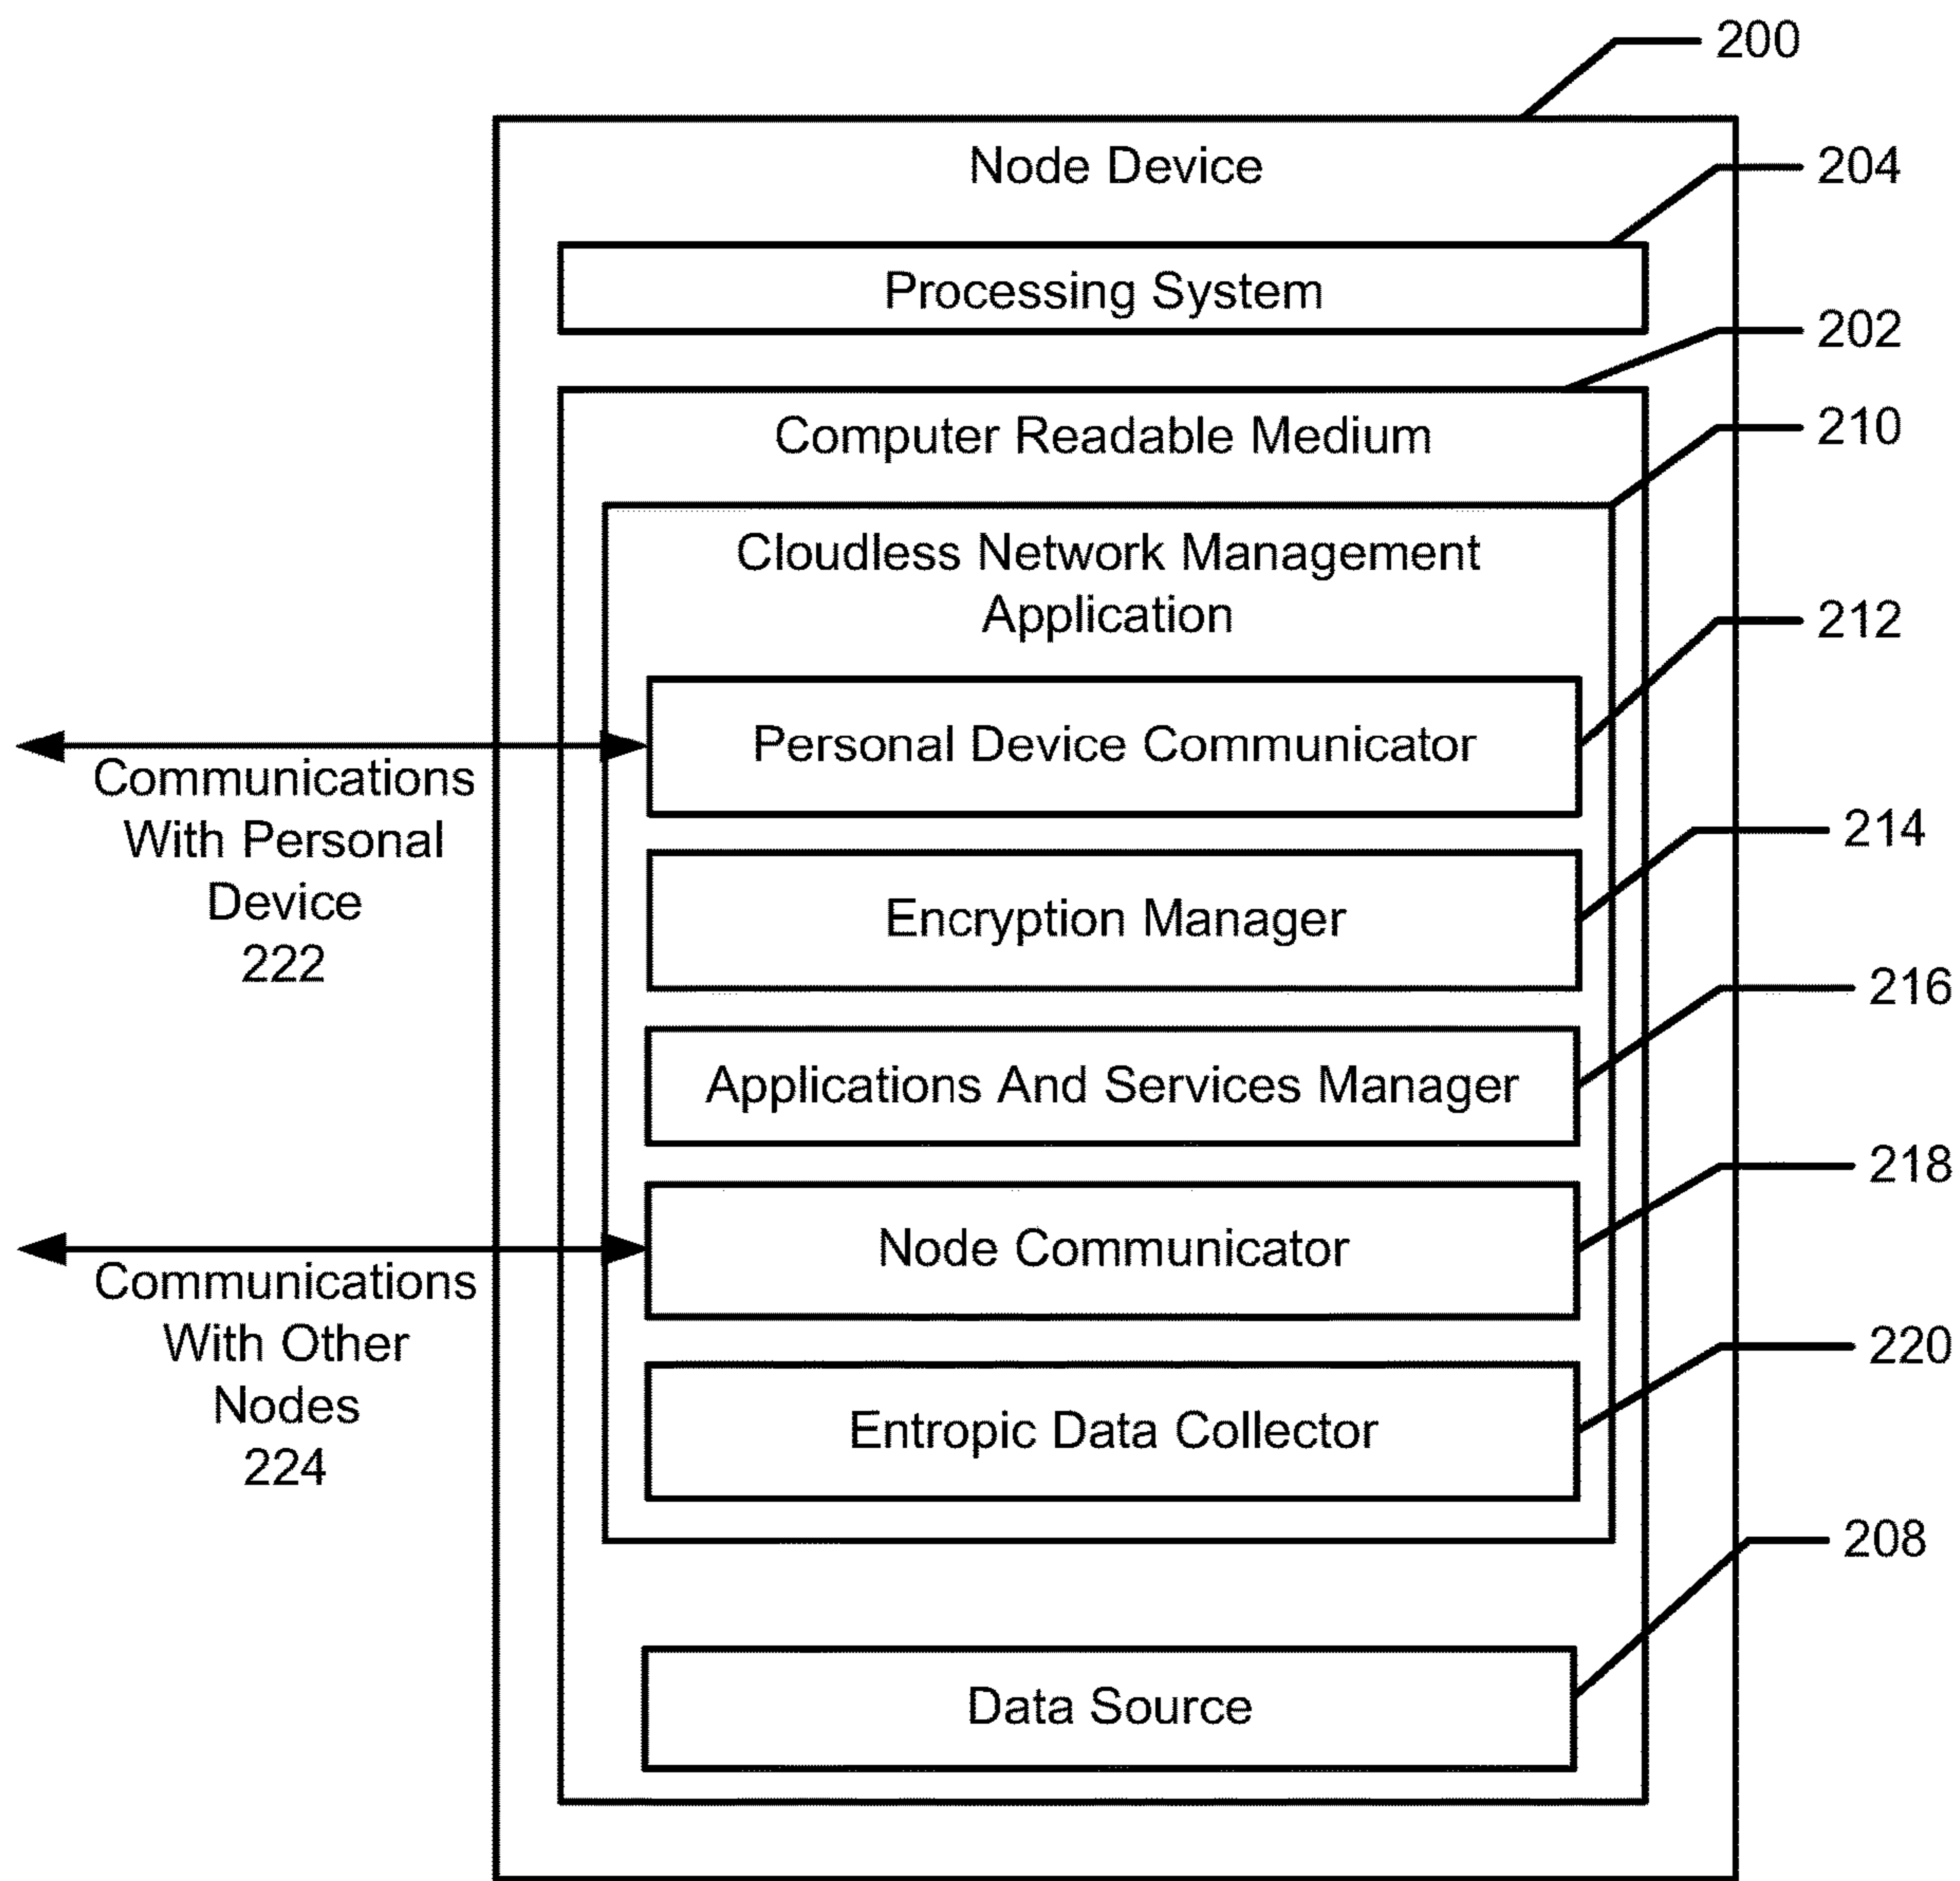 200
Node Device
204
Processing System
202
Computer Readable Medium
210
Cloudless Network Management
Application
212
Personal Device Communicator
Communications
With Personal
Device
222
214
Encryption Manager
216
Applications And Services Manager
218
Node Communicator
Communications
With Other
Nodes
224
220
Entropic Data Collector
208
Data Source